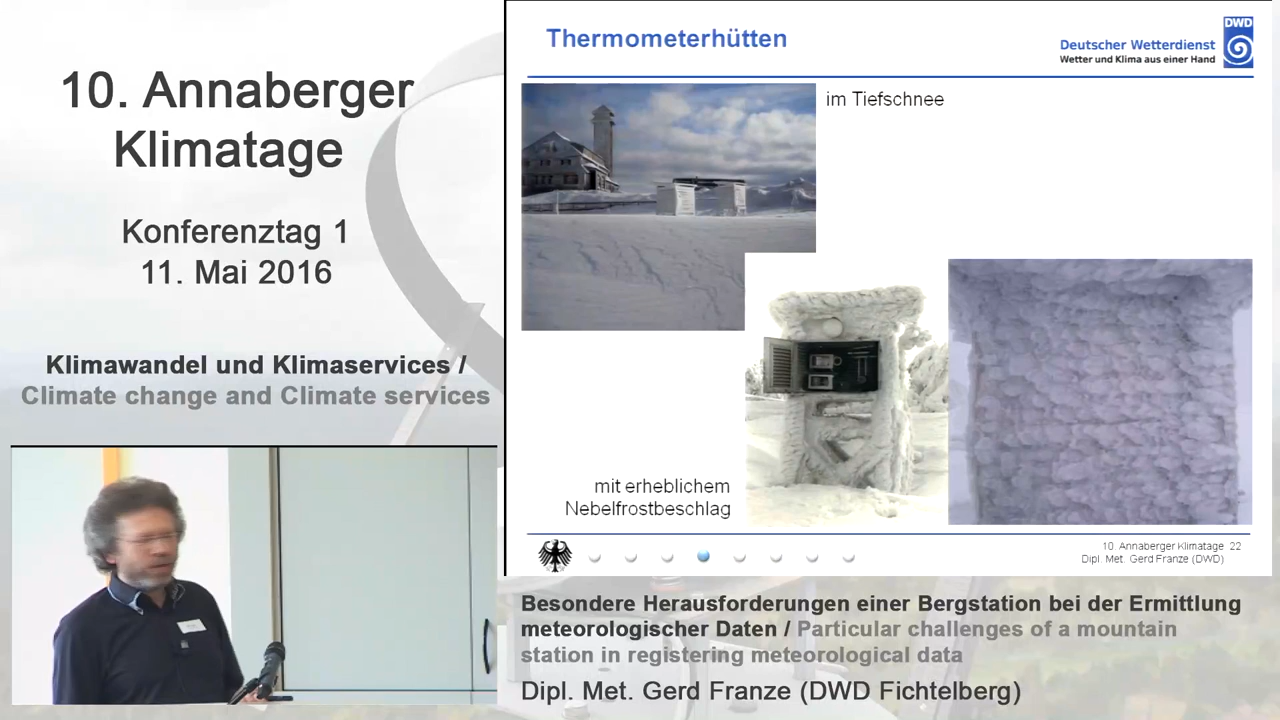 10. Annaberger
Klimatage
Konferenztag 1
11. Mai 2016
Klimawandel und Klimaservices /
Climate change and Climate services
Thermometerhütten
DWD
Deutscher Wetterdienst
Wetter und Klima aus einer Hand
im Tiefschnee
mit erheblichem
Nebelfrostbeschlag
10. Annaberger Klimatage 22
Dipl. Met. Gerd Franze (DWD)
Besondere Herausforderungen einer Bergstation bei der Ermittlung
meteorologischer Daten / Particular challenges of a mountain
station in registering meteorological data
Dipl. Met. Gerd Franze (DWD Fichtelberg)